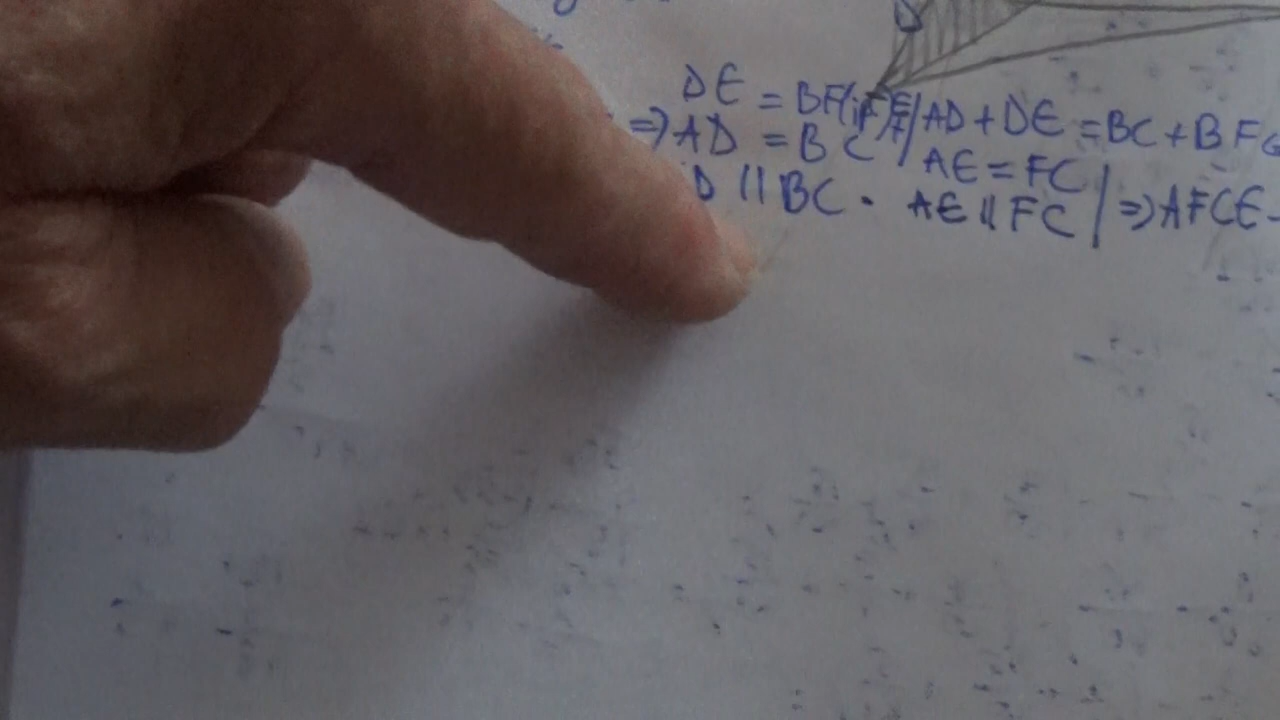 D
DE = BF / AD + DE = BC + BF
⇒ AD = BC / AE = FC
D || BC . AE || FC | ⇒ AFCE -